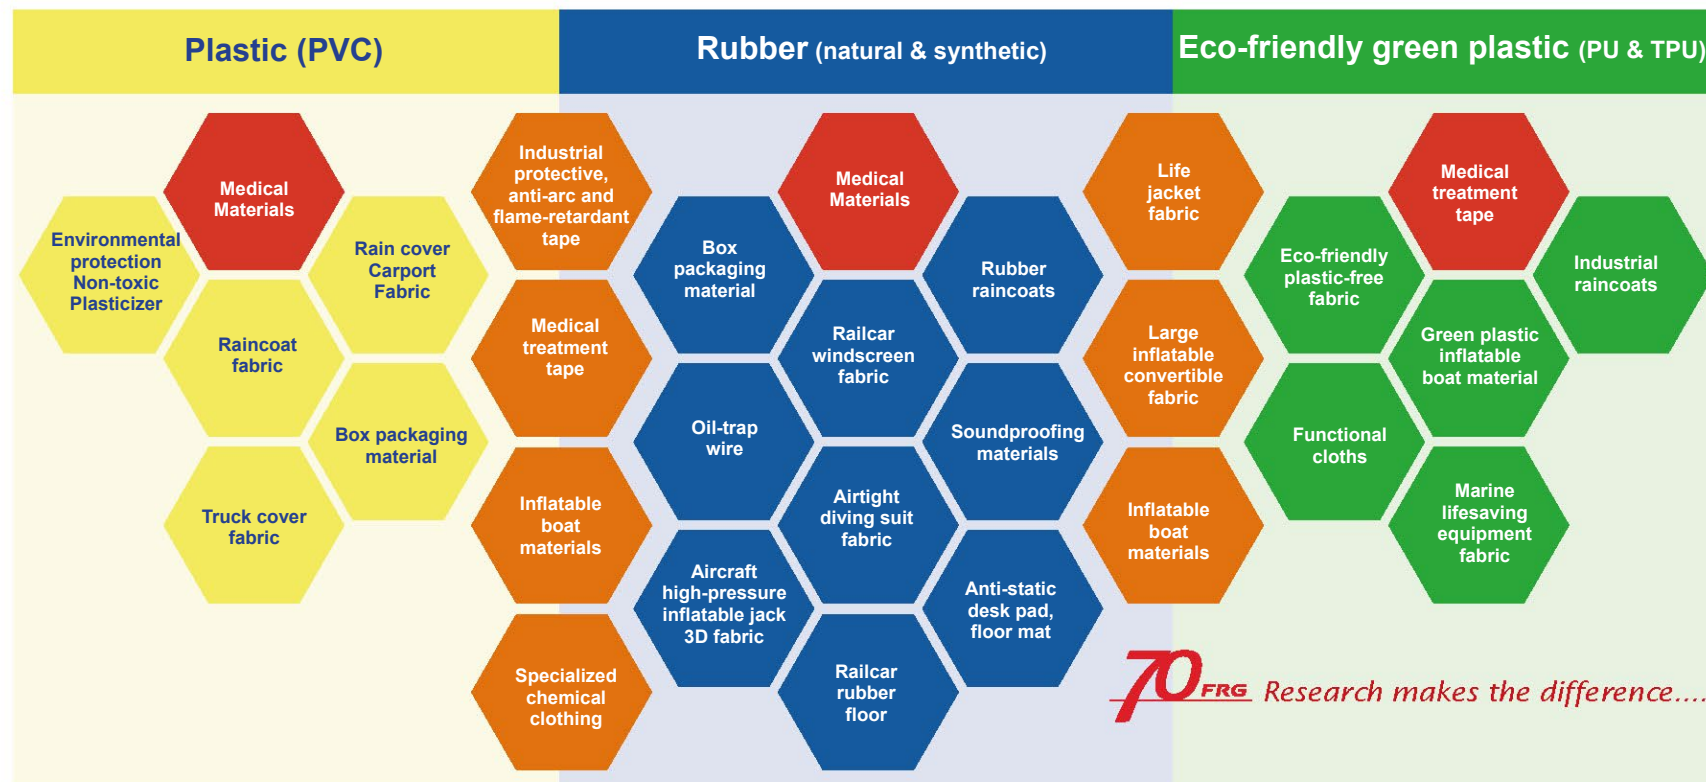 Plastic (PVC)
Rubber (natural & synthetic)
Eco-friendly green plastic (PU & TPU)
Medical
Materials
Environmental
protection
Non-toxic
Plasticizer
Rain cover
Carport
Fabric
Raincoat
fabric
Box packaging
material
Truck cover
fabric
Industrial
protective,
anti-arc and
flame-retardant
tape
Medical
treatment
tape
Inflatable
boat
materials
Specialized
chemical
clothing
Medical
Materials
Box
packaging
material
Rubber
raincoats
Railcar
windscreen
fabric
Oil-trap
wire
Soundproofing
materials
Airtight
diving suit
fabric
Aircraft
high-pressure
inflatable jack
3D fabric
Anti-static
desk pad,
floor mat
Railcar
rubber
floor
Life
jacket
fabric
Large
inflatable
convertible
fabric
Inflatable
boat
materials
Medical
treatment
tape
Eco-friendly
plastic-free
fabric
Industrial
raincoats
Green plastic
inflatable
boat material
Functional
cloths
Marine
lifesaving
equipment
fabric
70 FRG Research makes the difference....